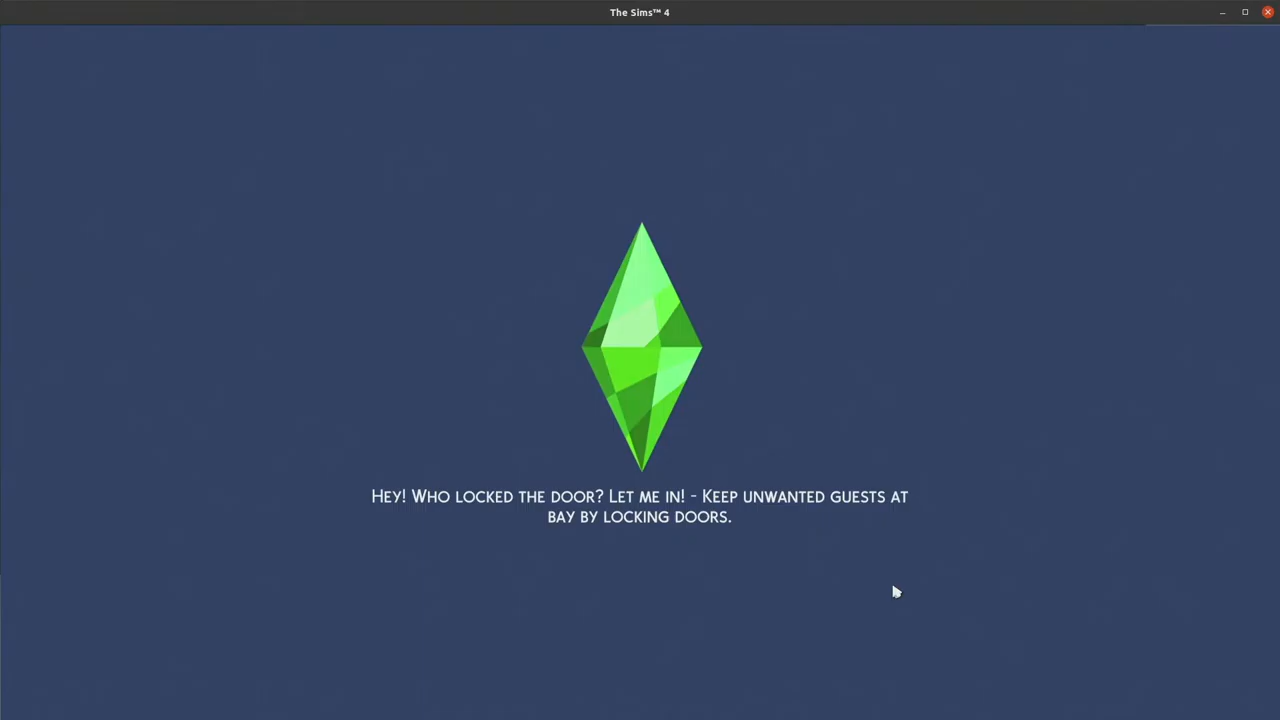 The Sims™ 4
Hey! Who locked the door? Let me in! - Keep unwanted guests at
bay by locking doors.